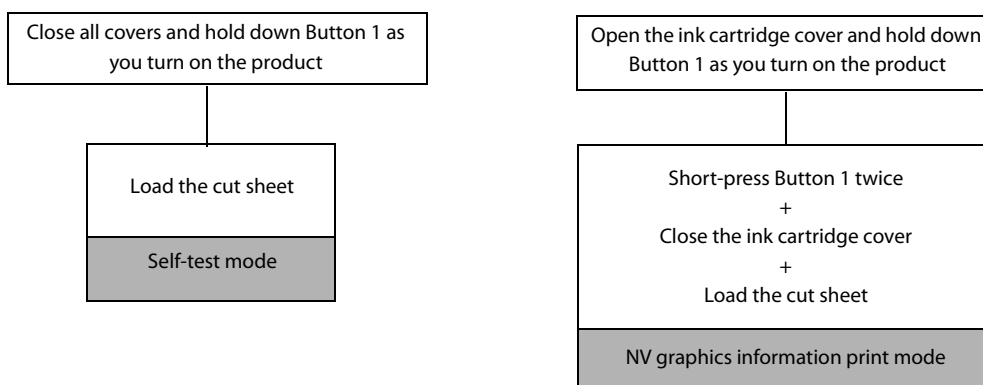 Close all covers and hold down Button 1 as
you turn on the product
Load the cut sheet
Self-test mode
Open the ink cartridge cover and hold down
Button 1 as you turn on the product
Short-press Button 1 twice
+
Close the ink cartridge cover
+
Load the cut sheet
NV graphics information print mode